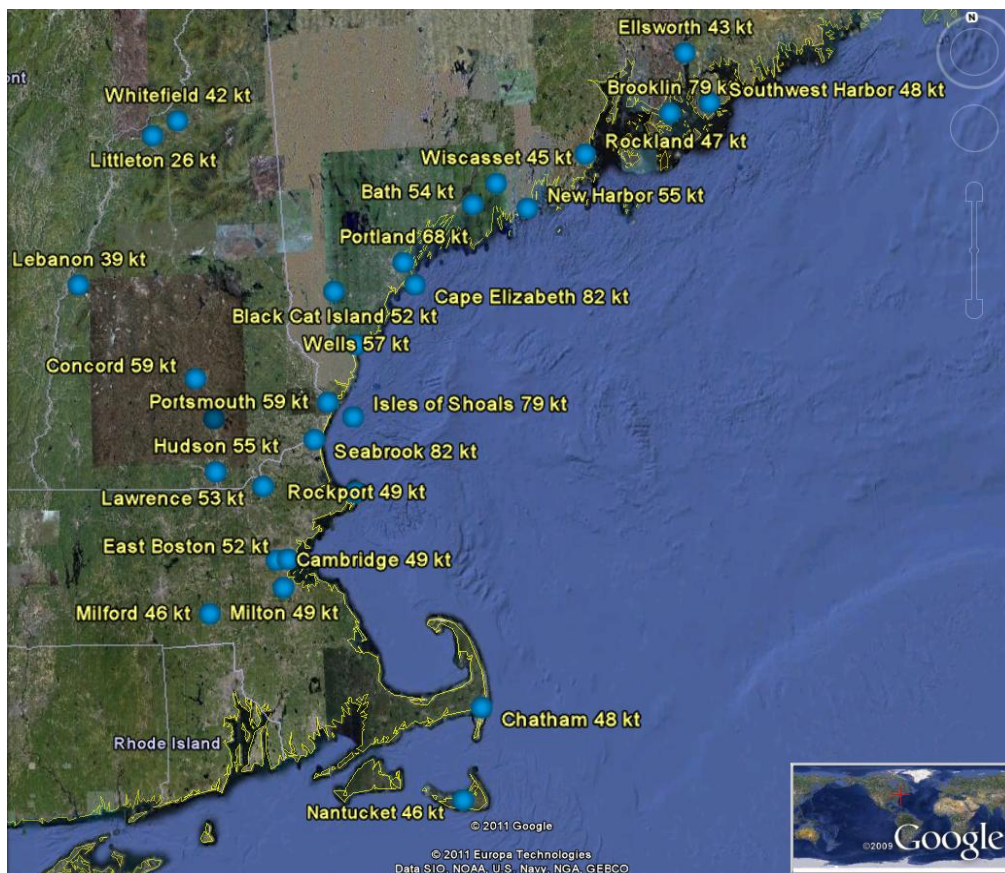 N
Ellsworth 43 kt
ont
Brooklin 79 k
Southwest Harbor 48 kt
Whitefield 42 kt
Rockland 47 kt
Littleton 26 kt
Wiscasset 45 kt
Bath 54 kt
New Harbor 55 kt
Portland 68 kt
Lebanon 39 kt
Cape Elizabeth 82 kt
Black Cat Island 52 kt
Wells 57 kt
Concord 59 kt
Portsmouth 59 kt
Isles of Shoals 79 kt
Hudson 55 kt
Seabrook 82 kt
Lawrence 53 kt
Rockport 49 kt
East Boston 52 kt
Cambridge 49 kt
Milford 46 kt
Milton 49 kt
Chatham 48 kt
Rhode Island
Nantucket 46 kt
© 2011 Google
© 2011 Europa Technologies
Data SIO, NOAA, U.S. Navy, NGA, GEBCO
©2009 Google